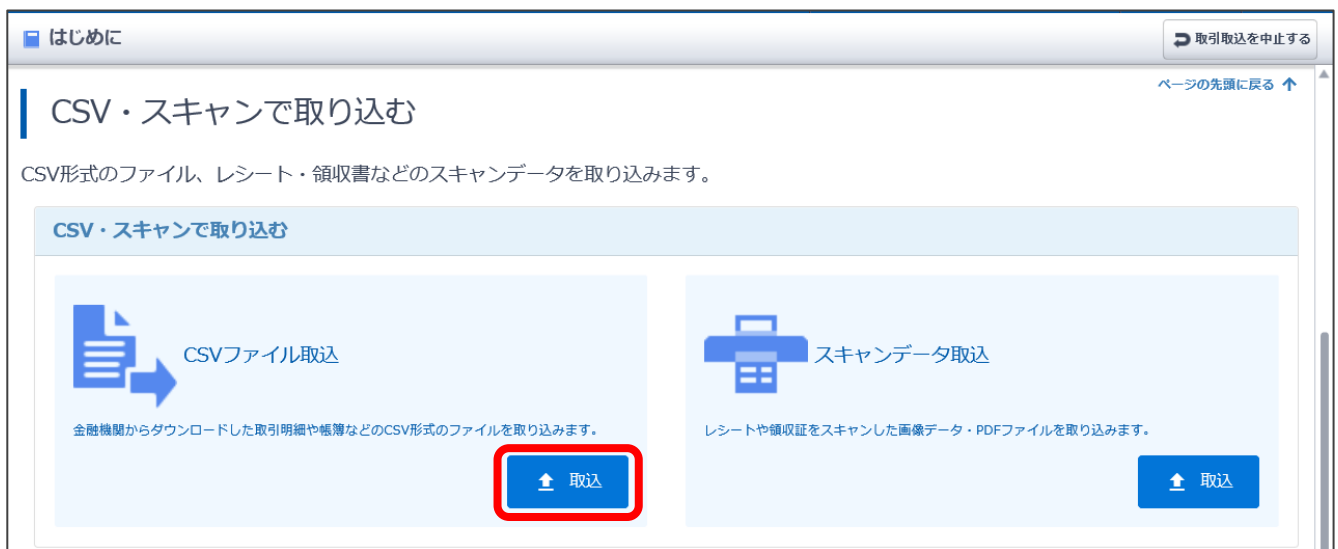 はじめに
取引取込を中止する
ページの先頭に戻る
CSV・スキャンで取り込む
CSV形式のファイル、レシート・領収書などのスキャンデータを取り込みます。
CSV・スキャンで取り込む
CSVファイル取込
金融機関からダウンロードした取引明細や帳簿などのCSV形式のファイルを取り込みます。
取込
スキャンデータ取込
レシートや領収証をスキャンした画像データ・PDFファイルを取り込みます。
取込